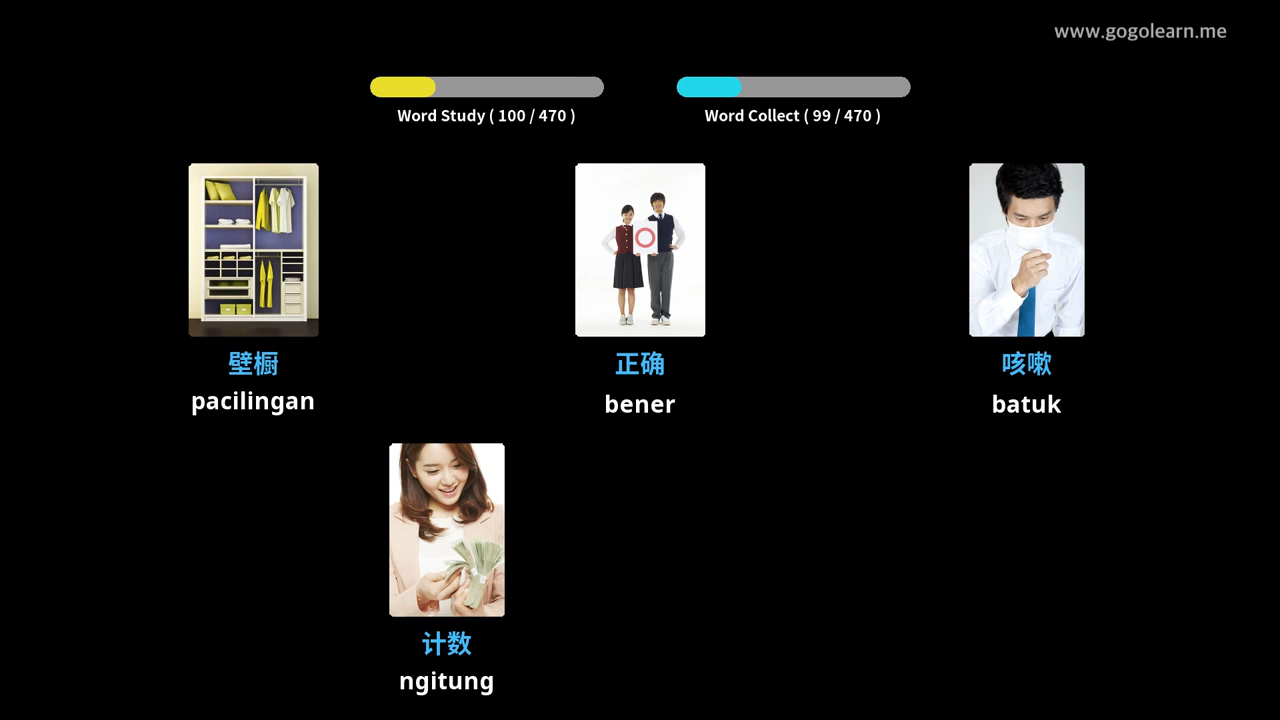 www.gogolearn.me
Word Study ( 100 / 470 )
Word Collect ( 99 / 470 )
壁橱
pacilingan
正确
bener
咳嗽
batuk
计数
ngitung